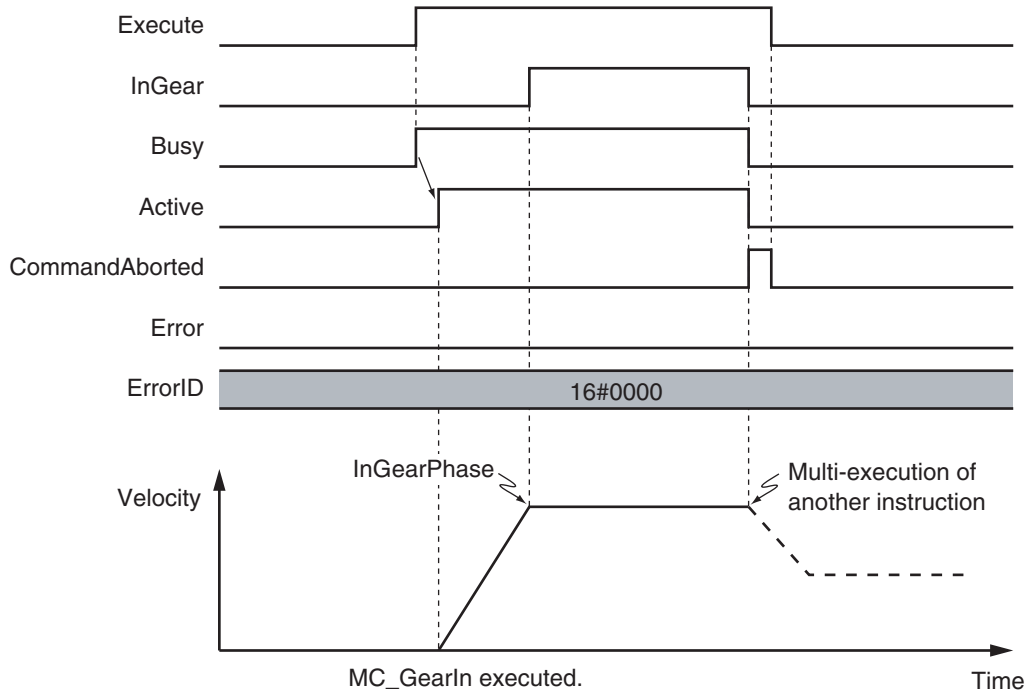 Execute
InGear
Busy
Active
CommandAborted
Error
ErrorID
16#0000
InGearPhase
Multi-execution of
another instruction
Velocity
MC_GearIn executed.
Time